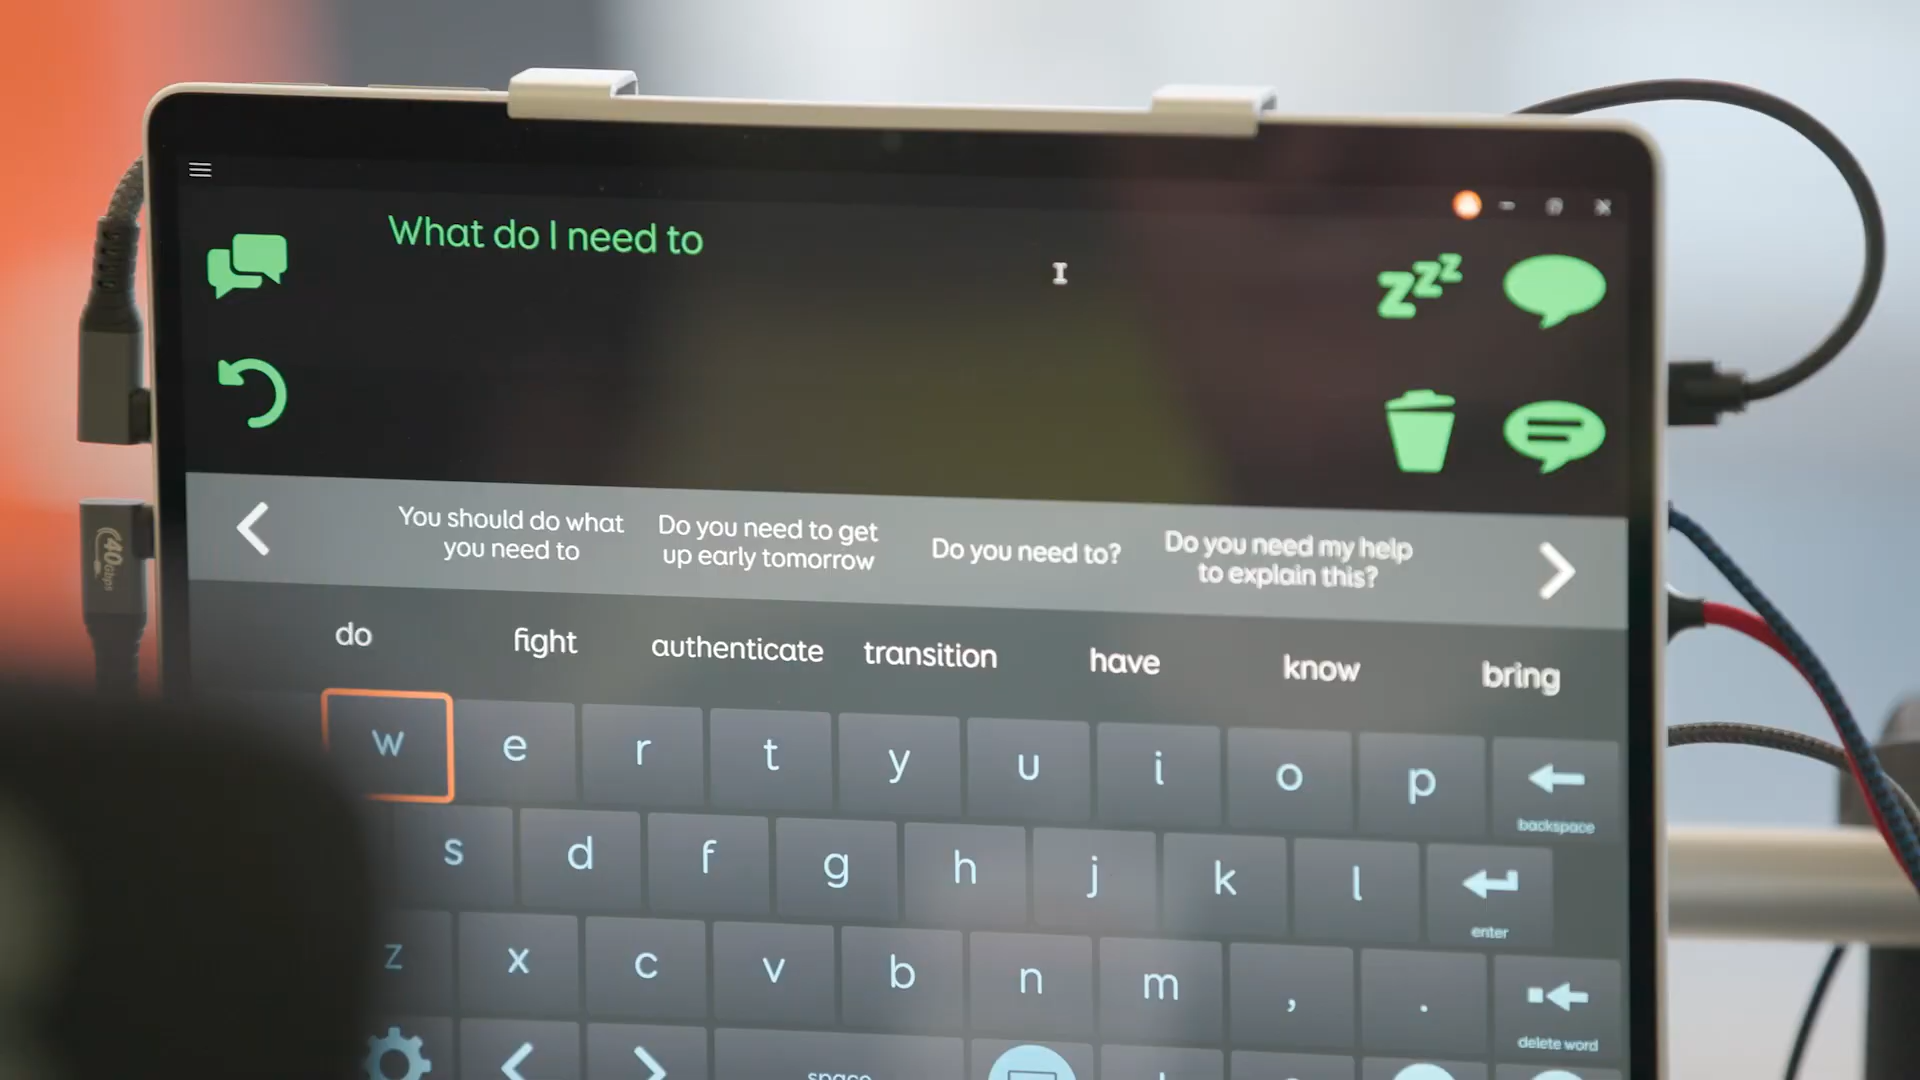 What do I need to
zzz
You should do what
you need to
Do you need to get
up early tomorrow
Do you need to?
Do you need my help
to explain this?
do fight authenticate transition have know bring
w e r t y u i o p
backspace
s d f g h j k l
enter
z x c v b n m , .
delete word
space
40Gbps